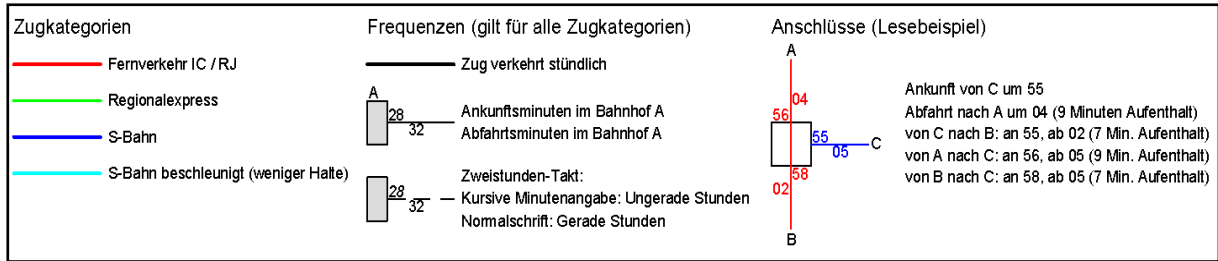 Zugkategorien
Fernverkehr IC / RJ
Regionalexpress
S-Bahn
S-Bahn beschleunigt (weniger Halte)
Frequenzen (gilt für alle Zugkategorien)
Zug verkehrt stündlich
A
28
32
Ankunftsminuten im Bahnhof A
Abfahrtsminuten im Bahnhof A
28
32
Zweistunden-Takt:
Kursive Minutenangabe: Ungerade Stunden
Normalschrift: Gerade Stunden
Anschlüsse (Lesebeispiel)
A
04
56
55
05
C
58
02
B
Ankunft von C um 55
Abfahrt nach A um 04 (9 Minuten Aufenthalt)
von C nach B: an 55, ab 02 (7 Min. Aufenthalt)
von A nach C: an 56, ab 05 (9 Min. Aufenthalt)
von B nach C: an 58, ab 05 (7 Min. Aufenthalt)